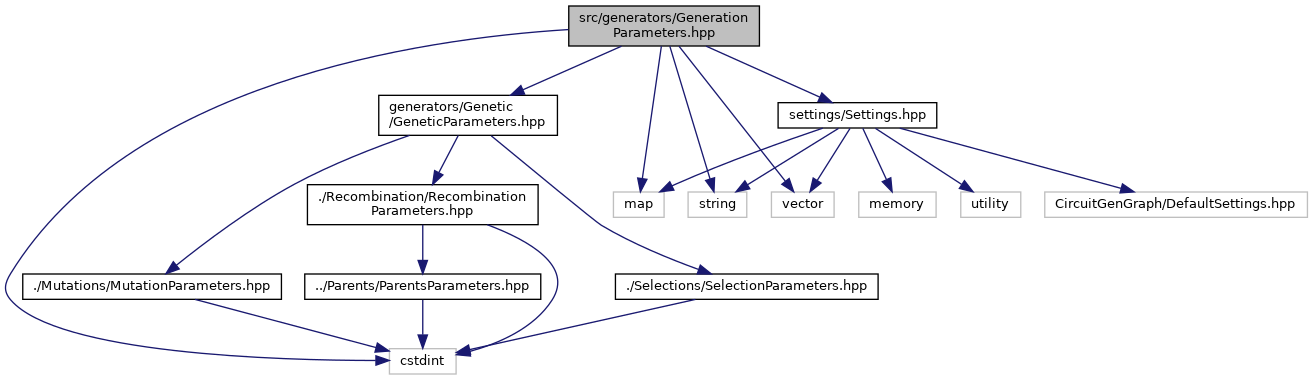 src/generators/Generation
Parameters.hpp
generators/Genetic
/GeneticParameters.hpp
settings/Settings.hpp
./Recombination/Recombination
Parameters.hpp
map
string
vector
memory
utility
CircuitGenGraph/DefaultSettings.hpp
./Mutations/MutationParameters.hpp
../Parents/ParentsParameters.hpp
./Selections/SelectionParameters.hpp
cstdint